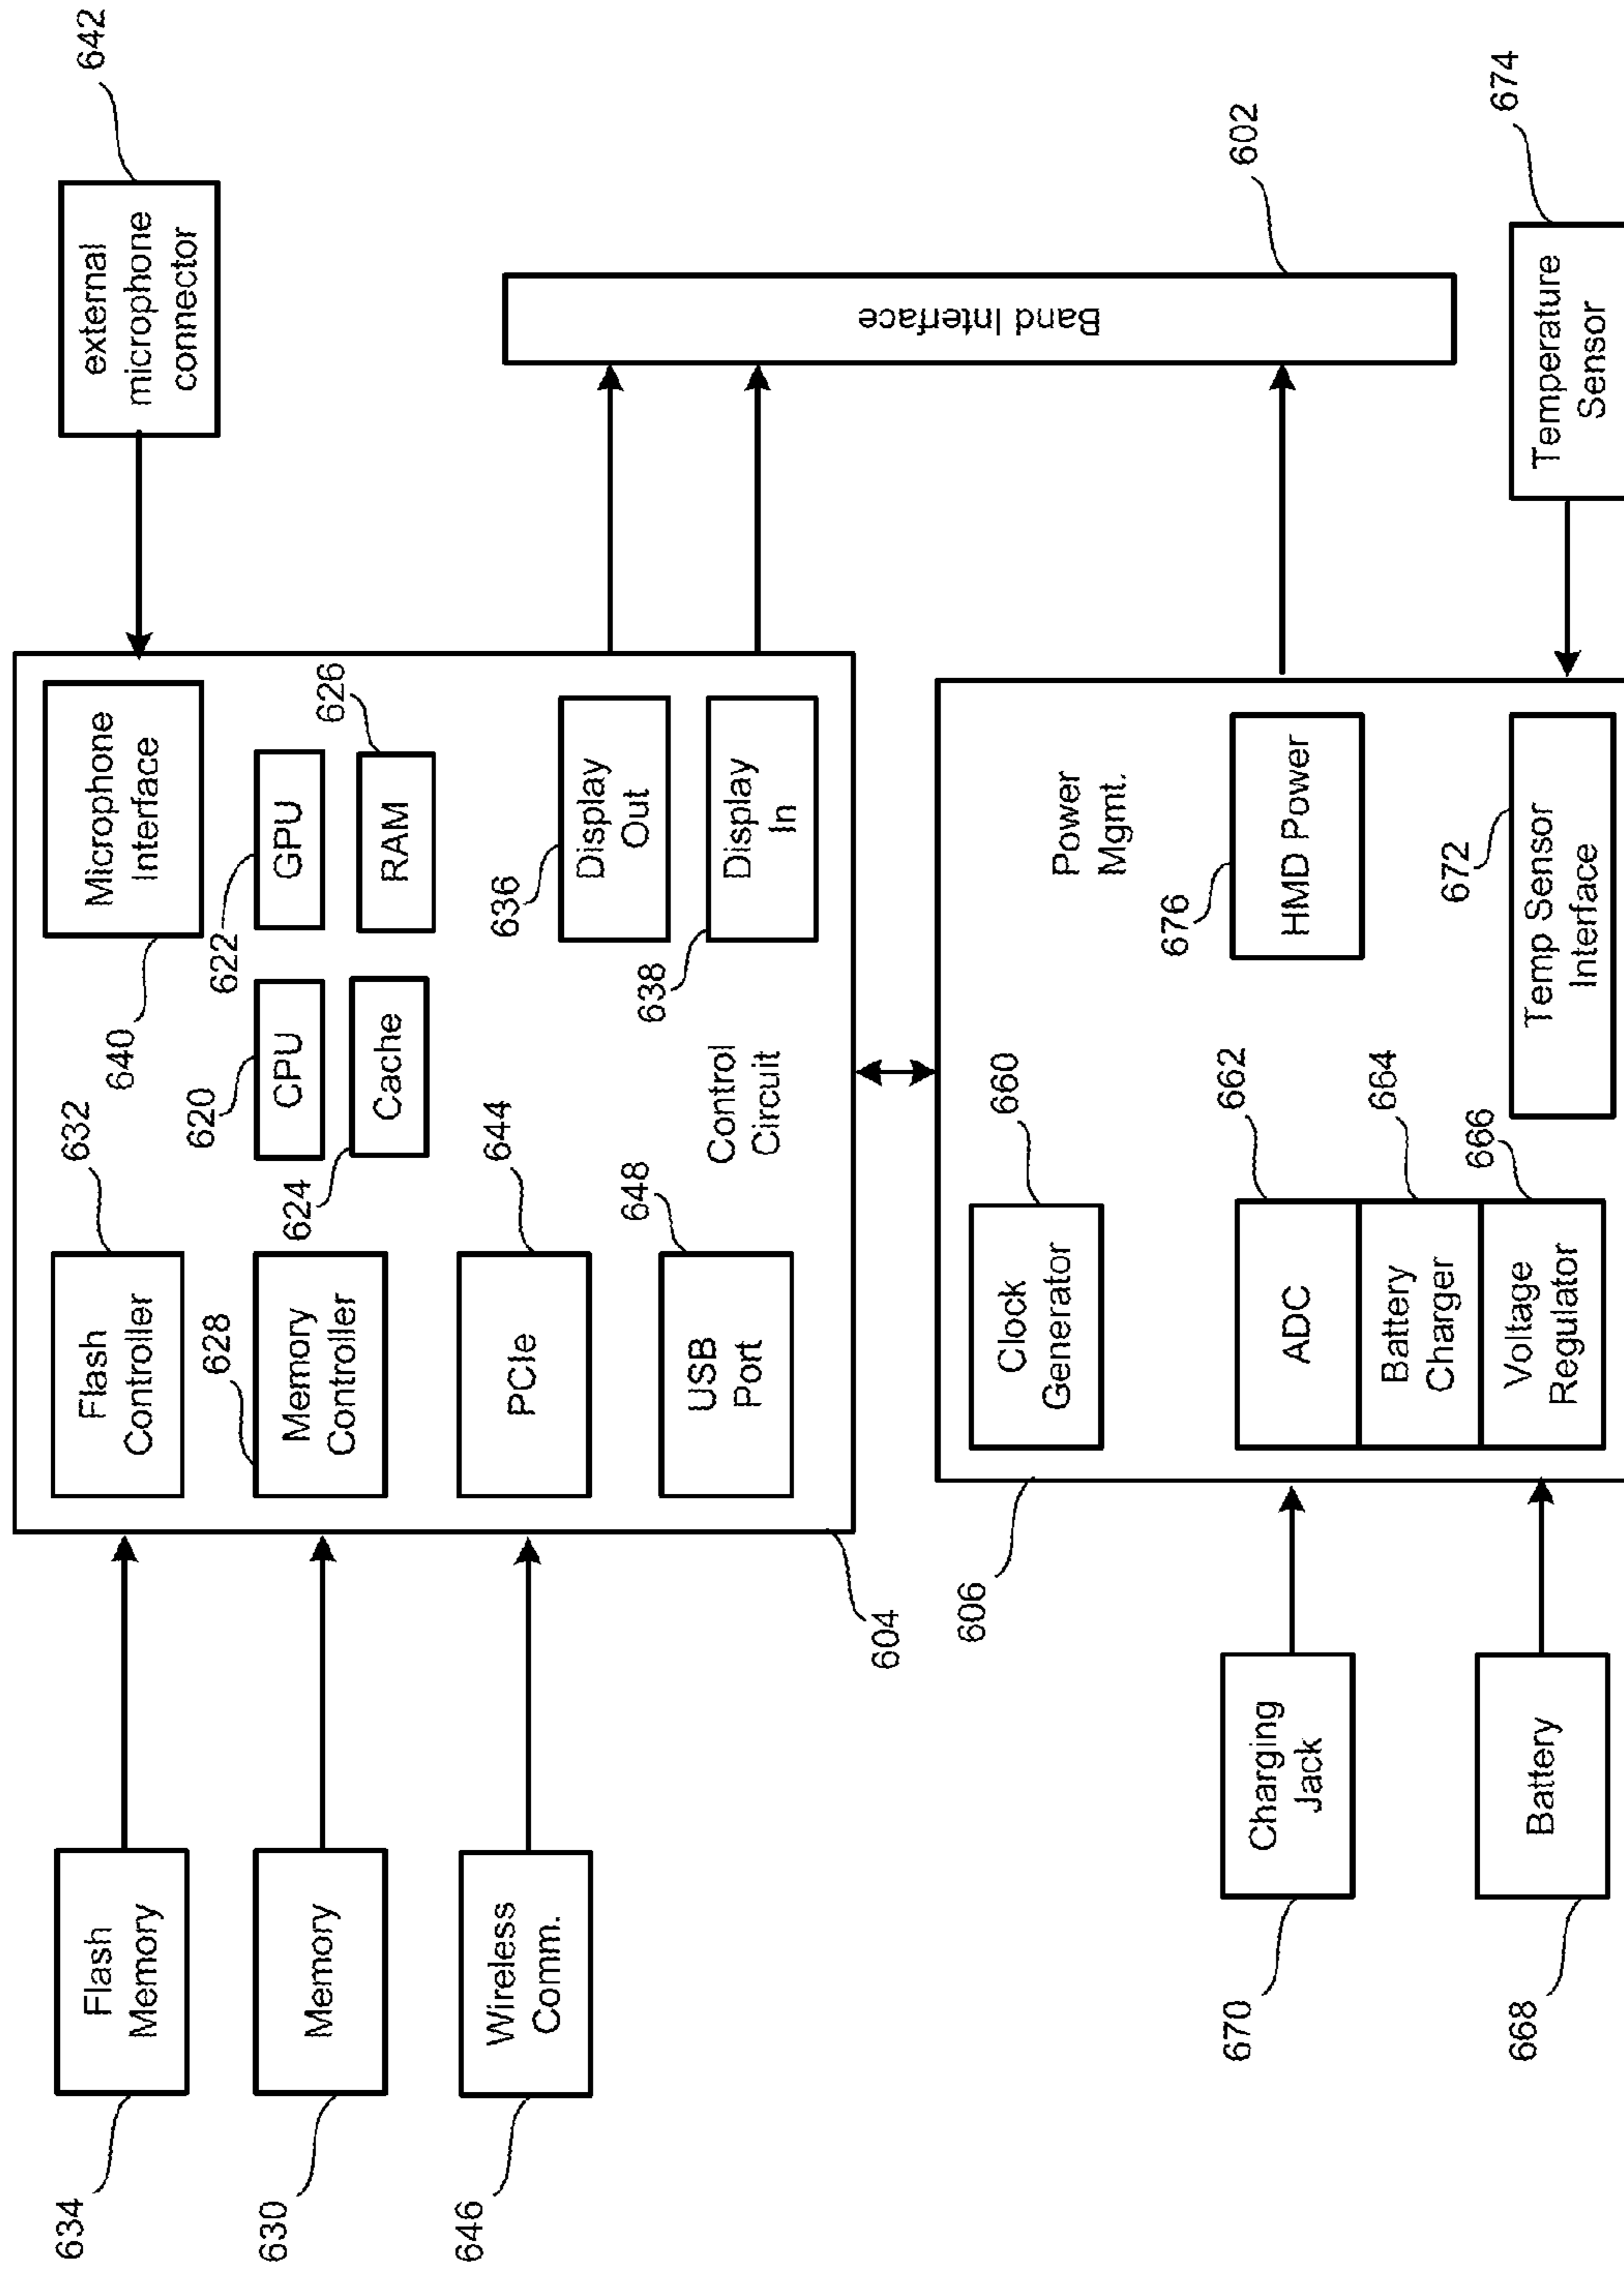 634
Flash
Memory
630
Memory
646
Wireless
Comm.
632
Flash
Controller
628
Memory
Controller
644
PCIe
648
USB
Port
640
Microphone
Interface
620
CPU
622
GPU
624
Cache
626
RAM
636
Display
Out
638
Display
In
Control
Circuit
604
external
microphone
connector
642
Band Interface
602
606
660
Clock
Generator
Power
Mgmt.
662
ADC
664
Battery
Charger
666
Voltage
Regulator
676
HMD Power
672
Temp Sensor
Interface
670
Charging
Jack
668
Battery
Temperature
Sensor
674